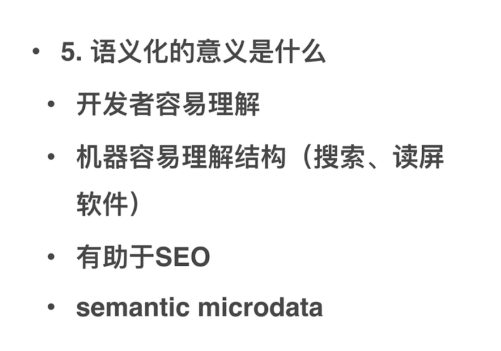 • 5. 语义化的意义是什么
• 开发者容易理解
• 机器容易理解结构（搜索、读屏
软件）
• 有助于SEO
• semantic microdata